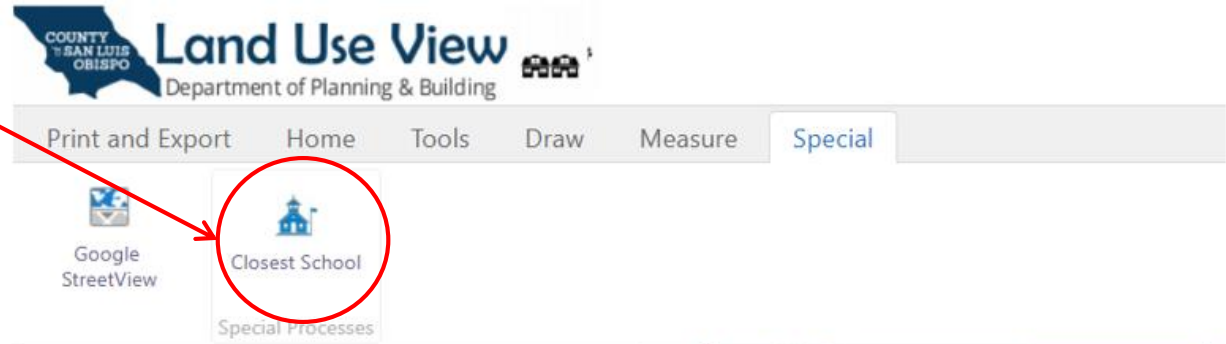 COUNTY
OF SAN LUIS
OBISPO
Land Use View
Department of Planning & Building
Print and Export Home Tools Draw Measure Special
Google
StreetView
Closest School
Special Processes